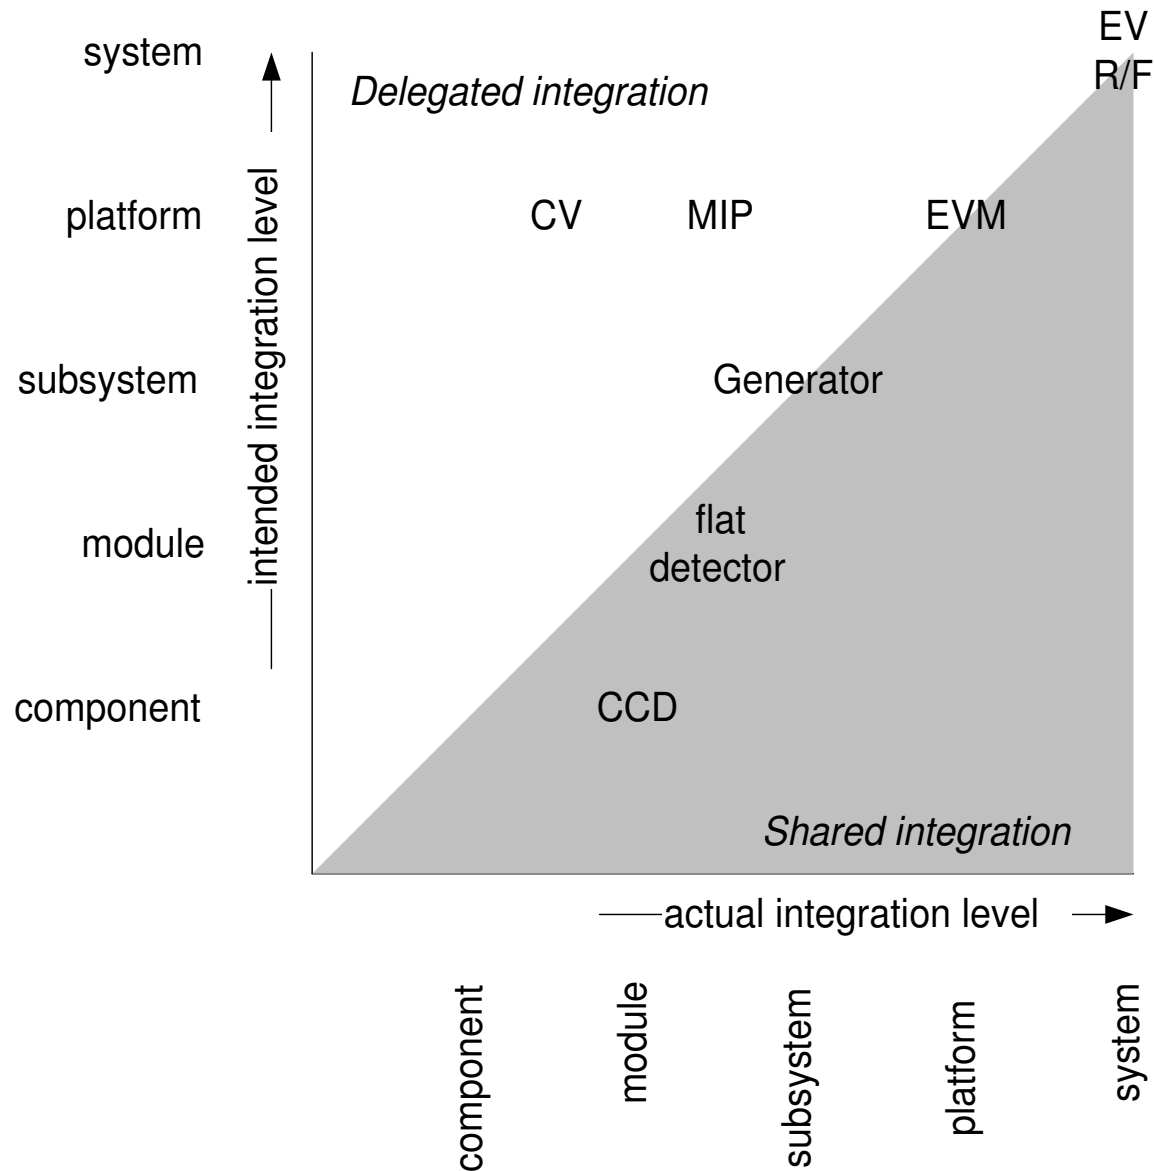 EV
R/F
system
Delegated integration
platform
CV
MIP
EVM
intended integration level
subsystem
Generator
flat
detector
module
component
CCD
Shared integration
actual integration level
component
module
subsystem
platform
system